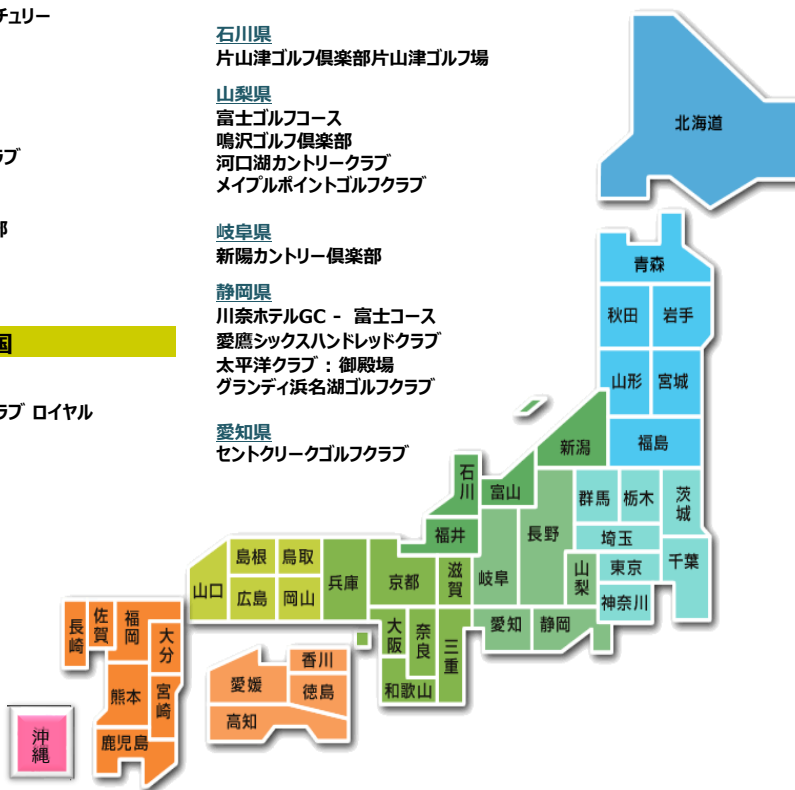 チュリー
ラブ
部
国
ラブ ロイヤル
石川県
片山津ゴルフ倶楽部片山津ゴルフ場
山梨県
富士ゴルフコース
鳴沢ゴルフ倶楽部
河口湖カントリークラブ
メイプルポイントゴルフクラブ
岐阜県
新陽カントリー倶楽部
静岡県
川奈ホテルGC - 富士コース
愛鷹シックスハンドレッドクラブ
太平洋クラブ：御殿場
グランディ浜名湖ゴルフクラブ
愛知県
セントクリークゴルフクラブ
北海道
青森
秋田
岩手
山形
宮城
福島
新潟
石川
富山
福井
群馬
栃木
茨城
長野
埼玉
千葉
東京
山梨
神奈川
岐阜
愛知
静岡
滋賀
京都
兵庫
大阪
奈良
三重
和歌山
鳥取
島根
岡山
広島
山口
香川
愛媛
徳島
高知
福岡
佐賀
長崎
大分
熊本
宮崎
鹿児島
沖縄